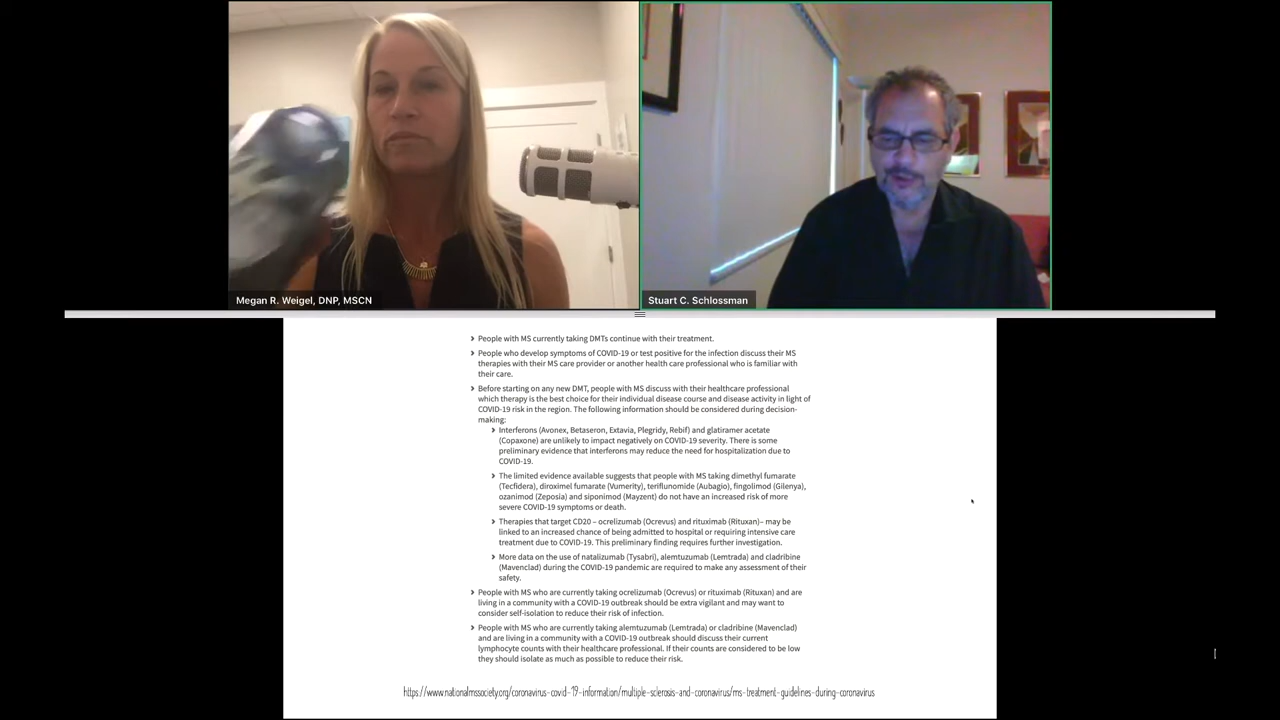 Megan R. Weigel, DNP, MSCN
Stuart C. Schlossman
› People with MS currently taking DMTs continue with their treatment.
› People who develop symptoms of COVID-19 or test positive for the infection discuss their MS
therapies with their MS care provider or another health care professional who is familiar with
their care.
› Before starting on any new DMT, people with MS discuss with their healthcare professional
which therapy is the best choice for their individual disease course and disease activity in light of
COVID-19 risk in the region. The following information should be considered during decision-
making:
› Interferons (Avonex, Betaseron, Extavia, Plegridy, Rebif) and glatiramer acetate
(Copaxone) are unlikely to impact negatively on COVID-19 severity. There is some
preliminary evidence that interferons may reduce the need for hospitalization due to
COVID-19.
› The limited evidence available suggests that people with MS taking dimethyl fumarate
(Tecfidera), diroximel fumarate (Vumerity), teriflunomide (Aubagio), fingolimod (Gilenya),
ozanimod (Zeposia) and siponimod (Mayzent) do not have an increased risk of more
severe COVID-19 symptoms or death.
› Therapies that target CD20 – ocrelizumab (Ocrevus) and rituximab (Rituxan)– may be
linked to an increased chance of being admitted to hospital or requiring intensive care
treatment due to COVID-19. This preliminary finding requires further investigation.
› More data on the use of natalizumab (Tysabri), alemtuzumab (Lemtrada) and cladribine
(Mavenclad) during the COVID-19 pandemic are required to make any assessment of their
safety.
› People with MS who are currently taking ocrelizumab (Ocrevus) or rituximab (Rituxan) and are
living in a community with a COVID-19 outbreak should be extra vigilant and may want to
consider self-isolation to reduce their risk of infection.
› People with MS who are currently taking alemtuzumab (Lemtrada) or cladribine (Mavenclad)
and are living in a community with a COVID-19 outbreak should discuss their current
lymphocyte counts with their healthcare professional. If their counts are considered to be low
they should isolate as much as possible to reduce their risk.
https://www.nationalmssociety.org/coronavirus-covid-19-information/multiple-sclerosis-and-coronavirus/ms-treatment-guidelines-during-coronavirus